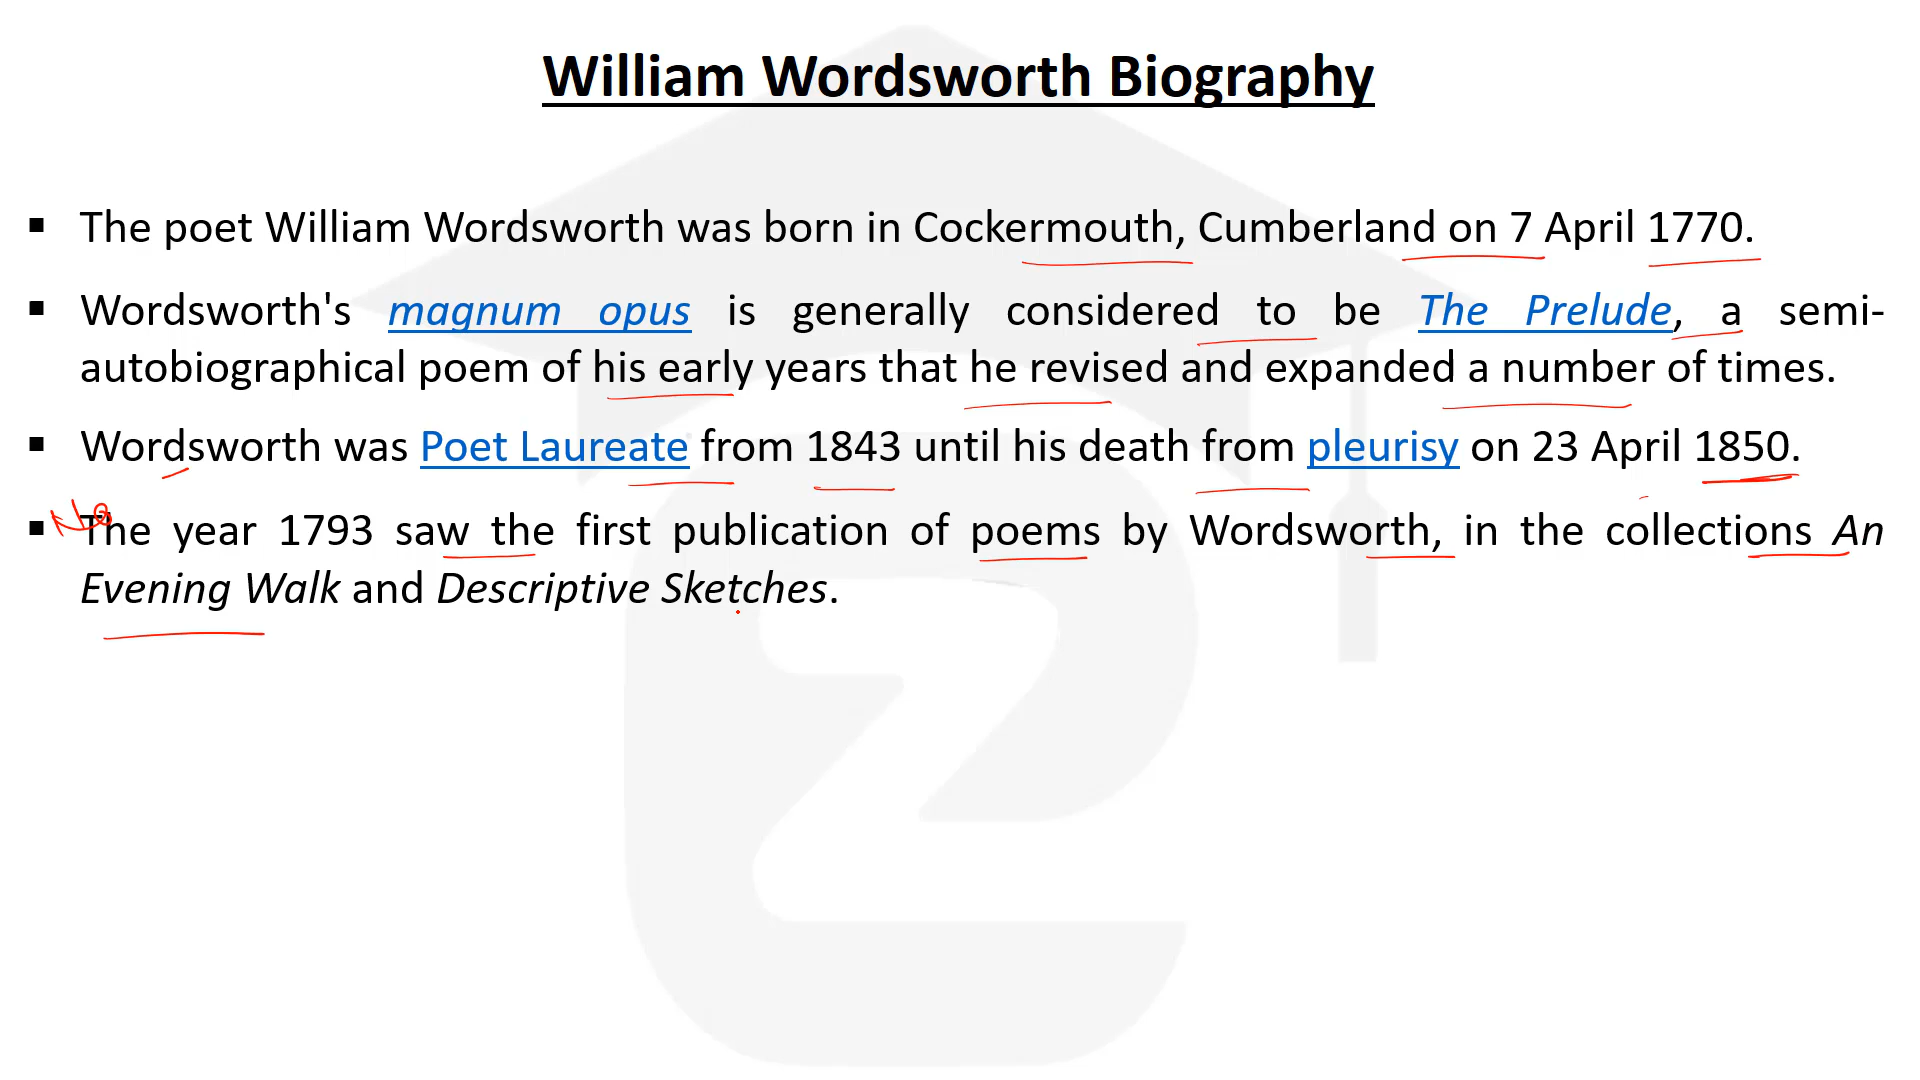 William Wordsworth Biography
▪ The poet William Wordsworth was born in Cockermouth, Cumberland on 7 April 1770.
▪ Wordsworth's magnum opus is generally considered to be The Prelude, a semi-
autobiographical poem of his early years that he revised and expanded a number of times.
▪ Wordsworth was Poet Laureate from 1843 until his death from pleurisy on 23 April 1850.
▪ The year 1793 saw the first publication of poems by Wordsworth, in the collections An
Evening Walk and Descriptive Sketches.